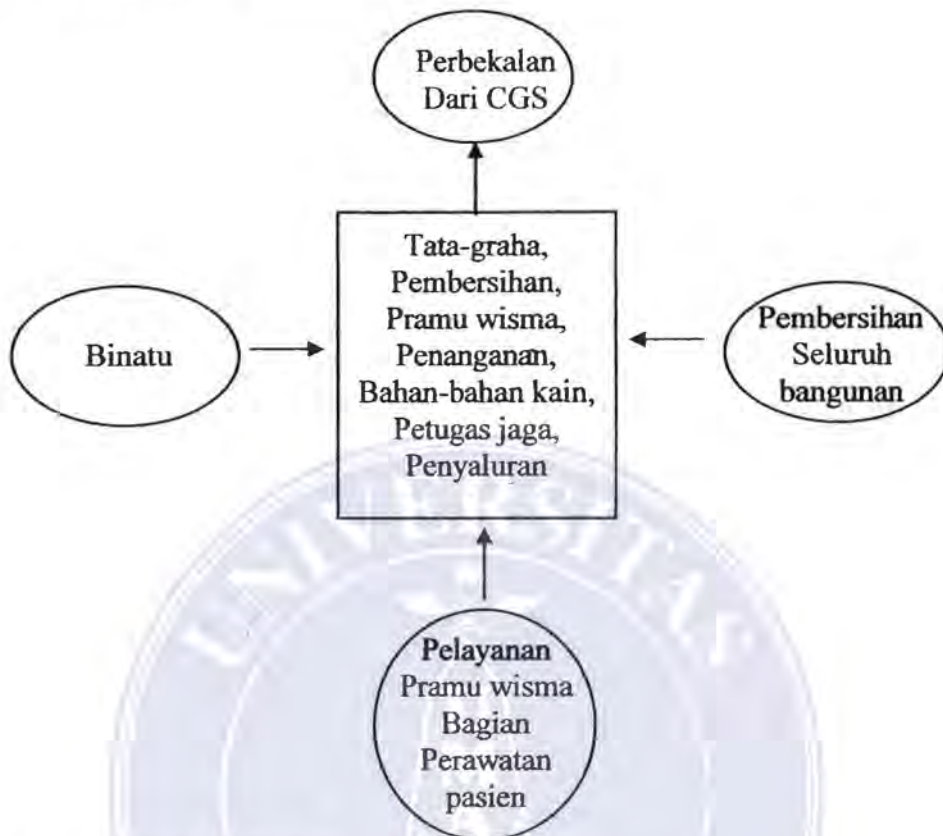 Perbekalan
Dari CGS
Tata-graha,
Pembersihan,
Pramu wisma,
Penanganan,
Bahan-bahan kain,
Petugas jaga,
Penyaluran
Binatu
Pembersihan
Seluruh
bangunan
Pelayanan
Pramu wisma
Bagian
Perawatan
pasien
UNIVERSITAS